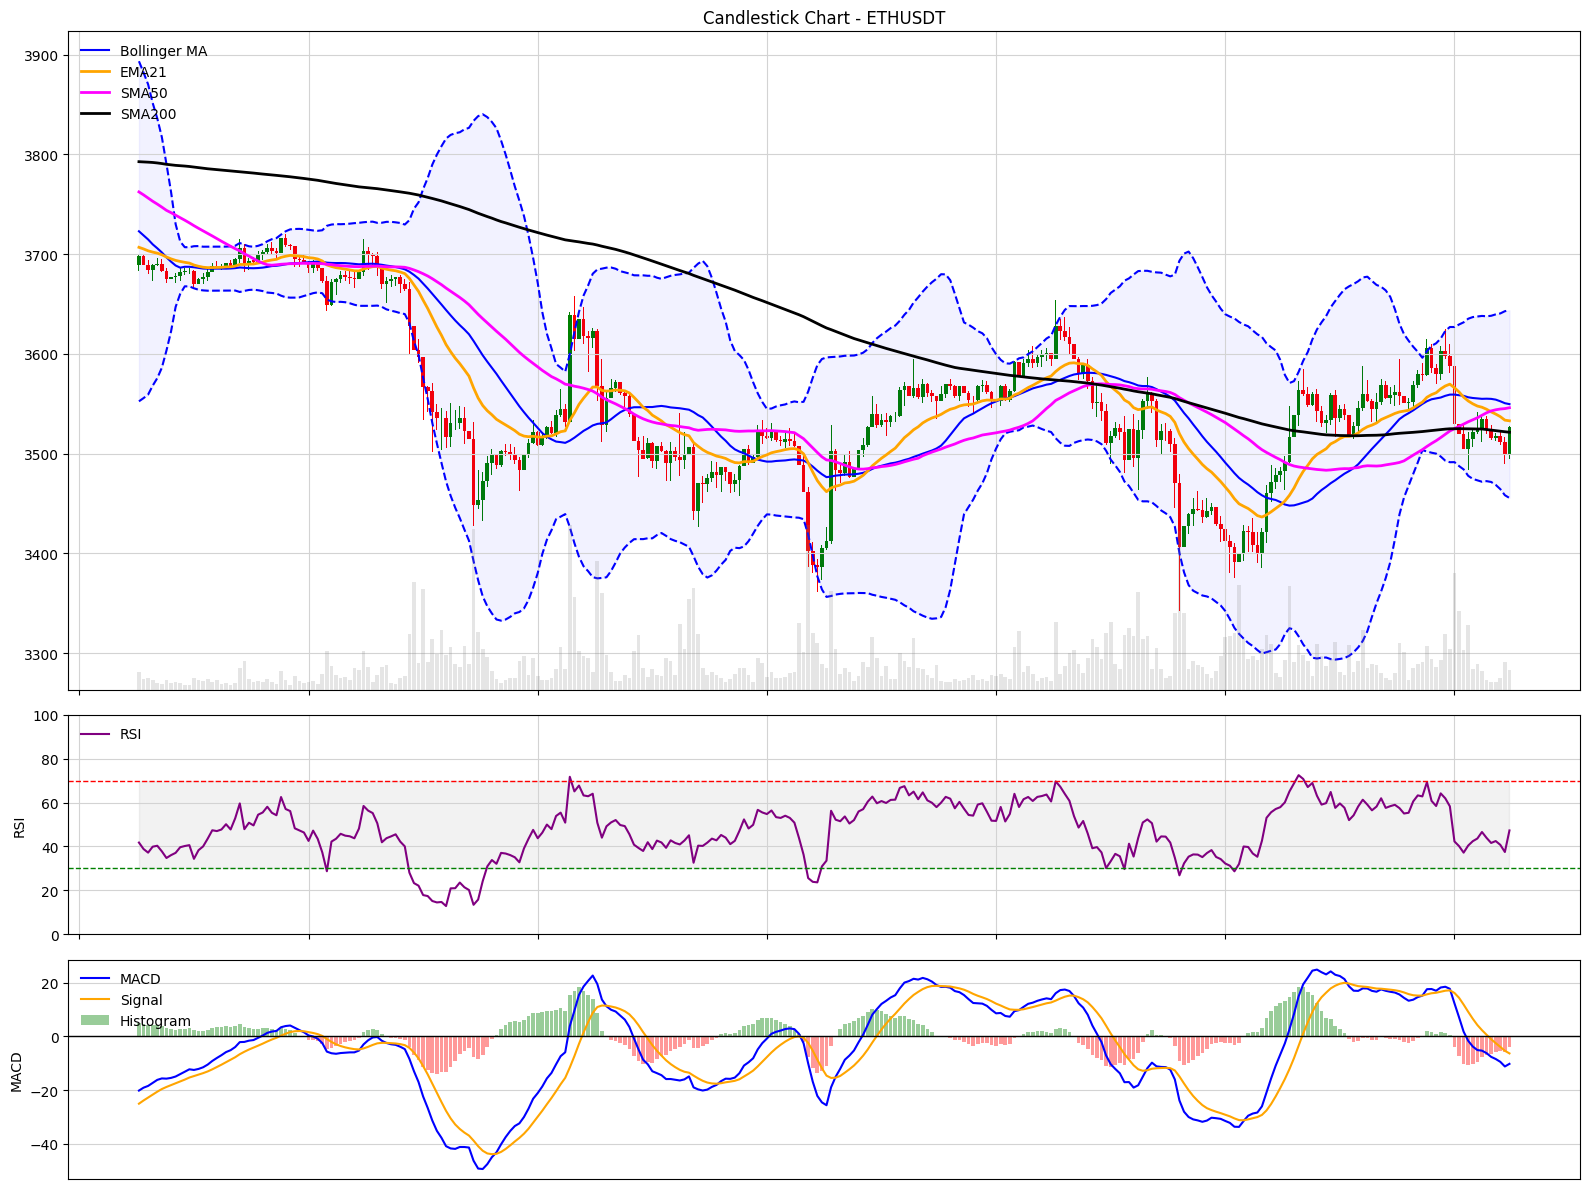 Candlestick Chart - ETHUSDT
3900
3800
3700
3600
3500
3400
3300
Bollinger MA
EMA21
SMA50
SMA200
100
80
60
40
20
0
RSI
RSI
20
0
−20
−40
MACD
MACD
Signal
Histogram